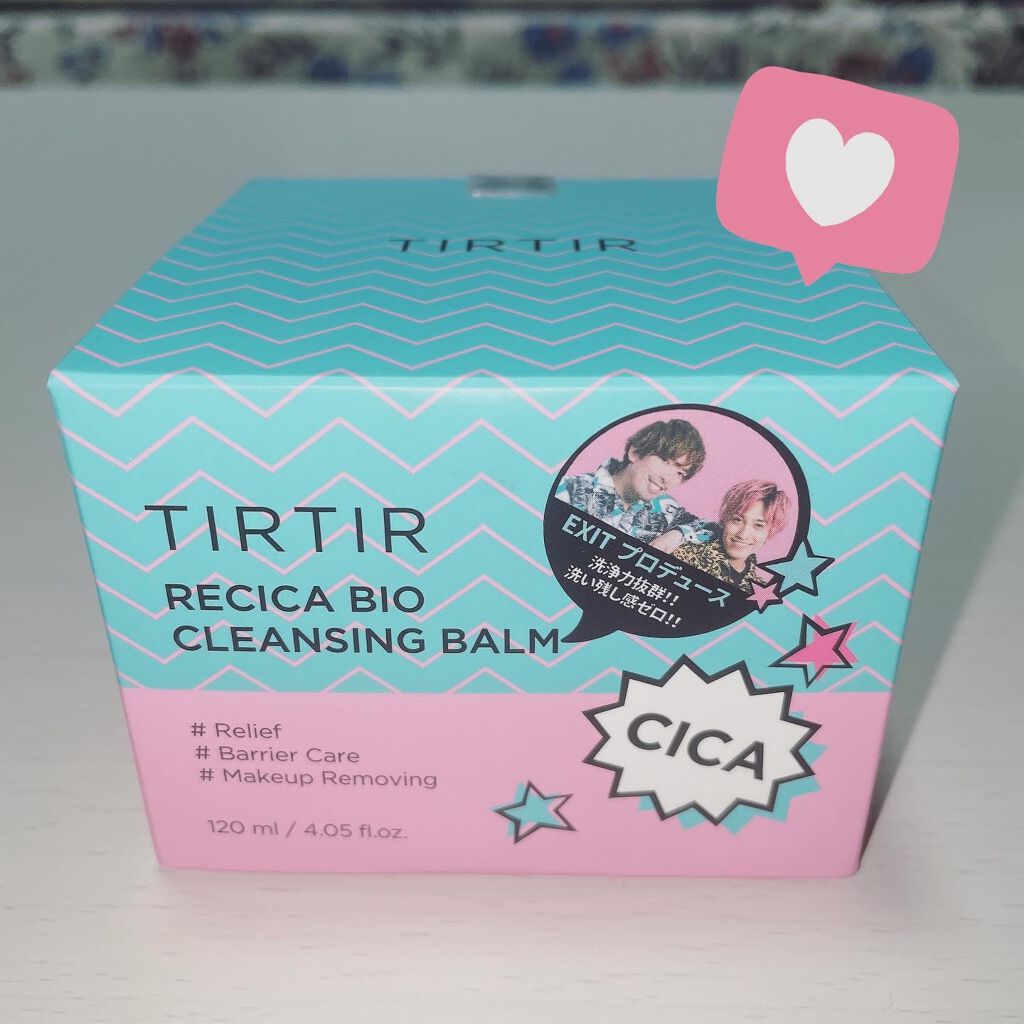 TIRTIR
TIRTIR
RECICA BIO
CLEANSING BALM
EXIT プロデュース
洗浄力抜群!!
洗い残し感ゼロ!!
CICA
# Relief
# Barrier Care
# Makeup Removing
120 ml / 4.05 fl.oz.